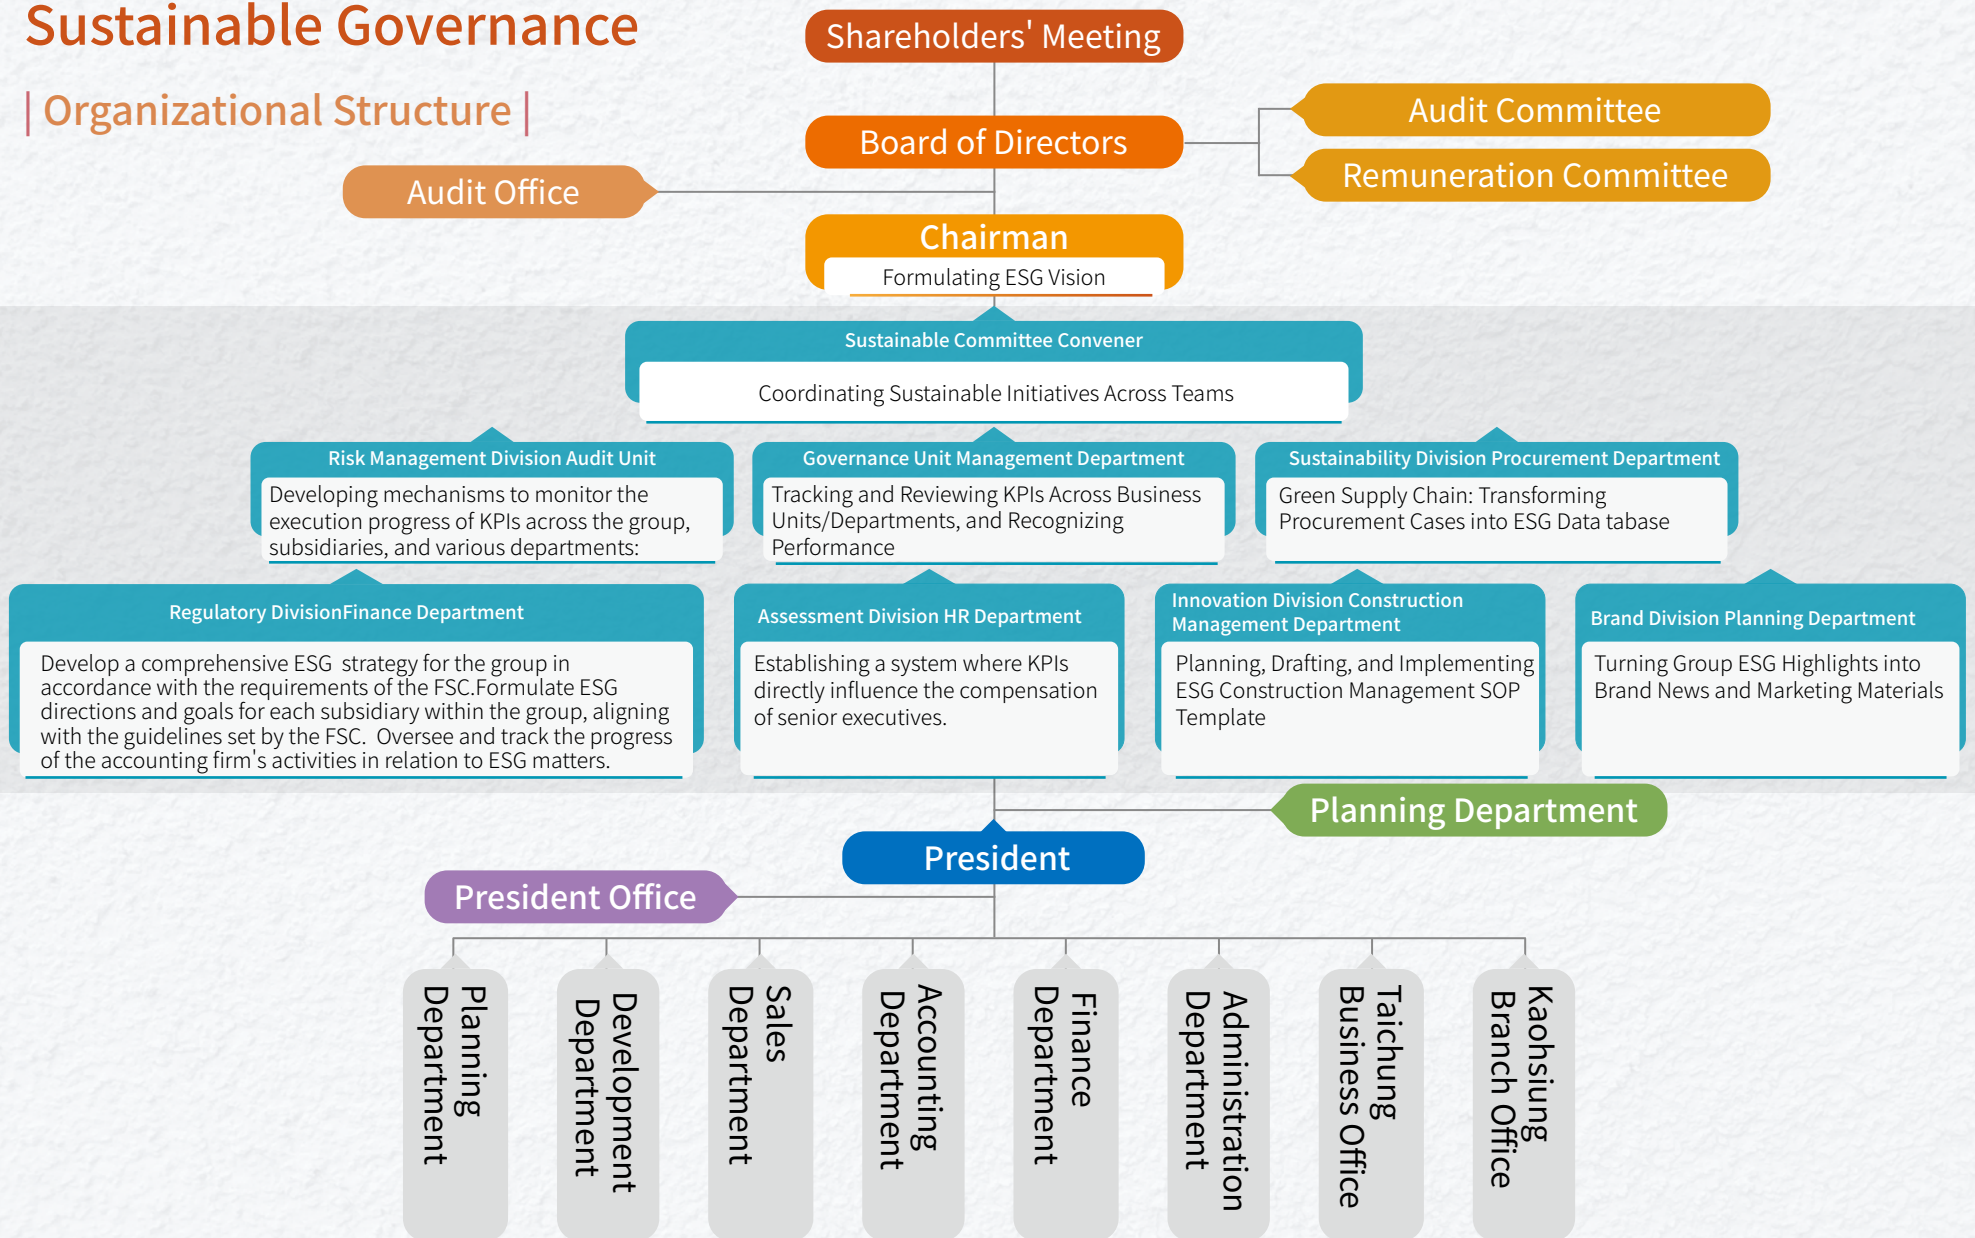 Sustainable Governance
| Organizational Structure |
Shareholders' Meeting
Board of Directors
Audit Committee
Remuneration Committee
Audit Office
Chairman
Formulating ESG Vision
Sustainable Committee Convener
Coordinating Sustainable Initiatives Across Teams
Risk Management Division Audit Unit
Developing mechanisms to monitor the
execution progress of KPIs across the group,
subsidiaries, and various departments:
Governance Unit Management Department
Tracking and Reviewing KPIs Across Business
Units/Departments, and Recognizing
Performance
Sustainability Division Procurement Department
Green Supply Chain: Transforming
Procurement Cases into ESG Data tabase
Regulatory DivisionFinance Department
Develop a comprehensive ESG  strategy for the group in
accordance with the requirements of the FSC.Formulate ESG
directions and goals for each subsidiary within the group, aligning
with the guidelines set by the FSC.  Oversee and track the progress
of the accounting firm's activities in relation to ESG matters.
Assessment Division HR Department
Establishing a system where KPIs
directly influence the compensation
of senior executives.
Innovation Division Construction
Management Department
Planning, Drafting, and Implementing
ESG Construction Management SOP
Template
Brand Division Planning Department
Turning Group ESG Highlights into
Brand News and Marketing Materials
Planning Department
President
President Office
Planning
Department
Development
Department
Sales
Department
Accounting
Department
Finance
Department
Administration
Department
Taichung
Business Office
Kaohsiung
Branch Office